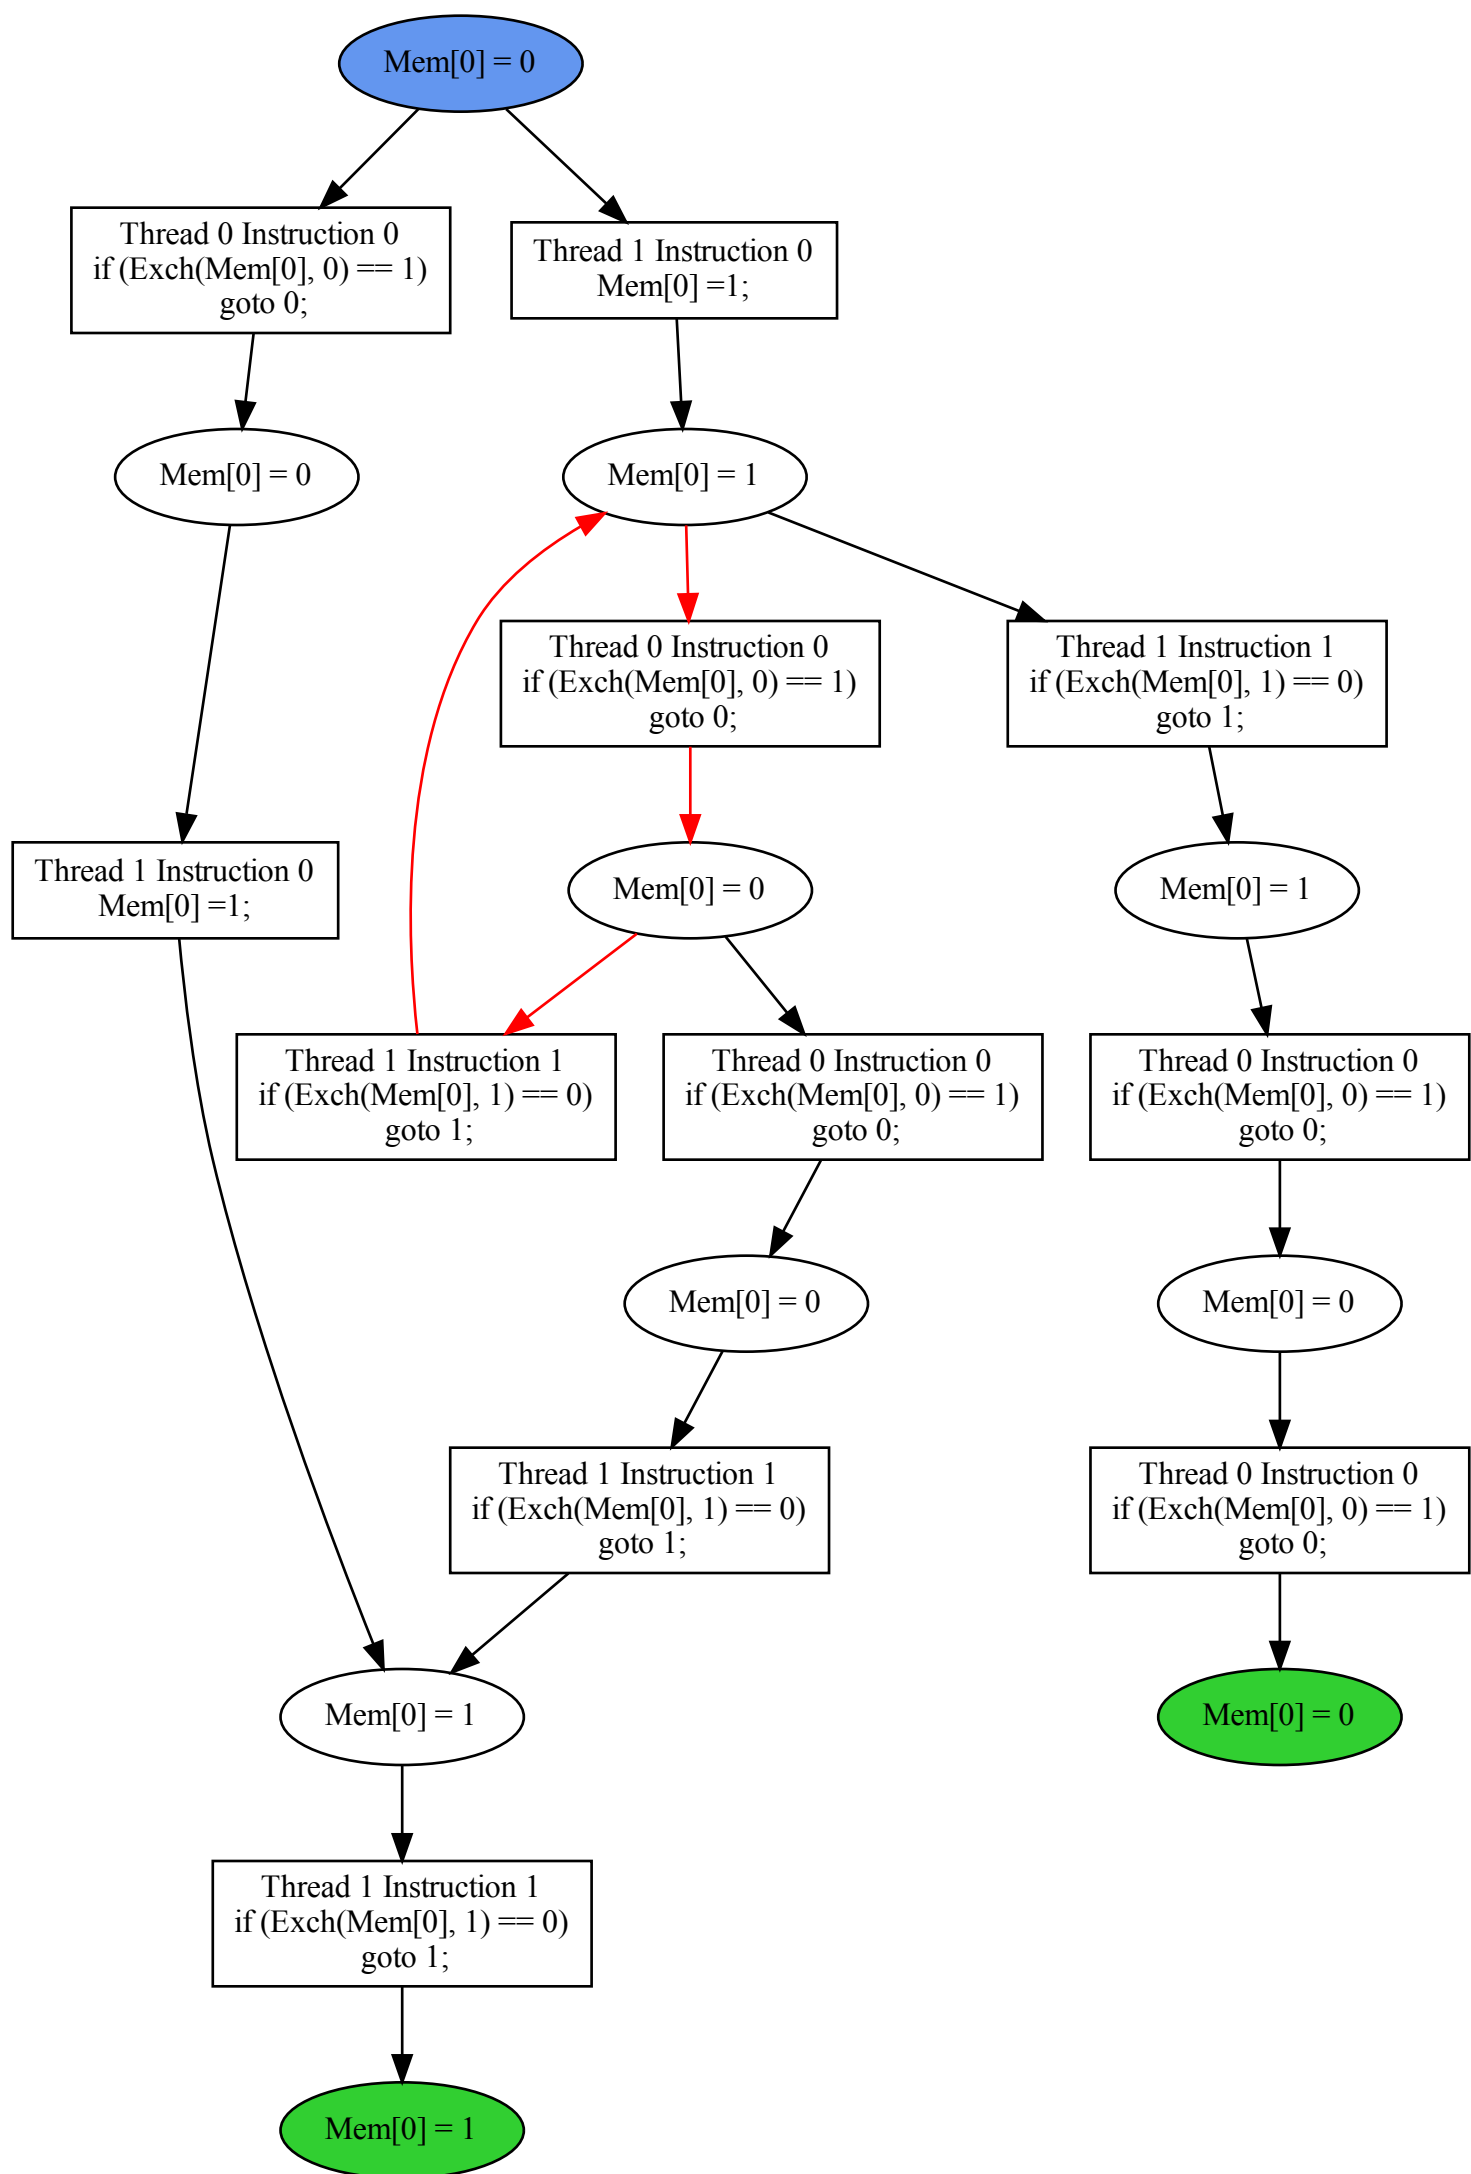 Mem[0] = 0
Thread 0 Instruction 0
if (Exch(Mem[0], 0) == 1)
goto 0;
Thread 1 Instruction 0
Mem[0] =1;
Mem[0] = 0
Mem[0] = 1
Thread 0 Instruction 0
if (Exch(Mem[0], 0) == 1)
goto 0;
Thread 1 Instruction 1
if (Exch(Mem[0], 1) == 0)
goto 1;
Thread 1 Instruction 0
Mem[0] =1;
Mem[0] = 0
Mem[0] = 1
Thread 1 Instruction 1
if (Exch(Mem[0], 1) == 0)
goto 1;
Thread 0 Instruction 0
if (Exch(Mem[0], 0) == 1)
goto 0;
Thread 0 Instruction 0
if (Exch(Mem[0], 0) == 1)
goto 0;
Mem[0] = 0
Mem[0] = 0
Thread 1 Instruction 1
if (Exch(Mem[0], 1) == 0)
goto 1;
Thread 0 Instruction 0
if (Exch(Mem[0], 0) == 1)
goto 0;
Mem[0] = 1
Mem[0] = 0
Thread 1 Instruction 1
if (Exch(Mem[0], 1) == 0)
goto 1;
Mem[0] = 1